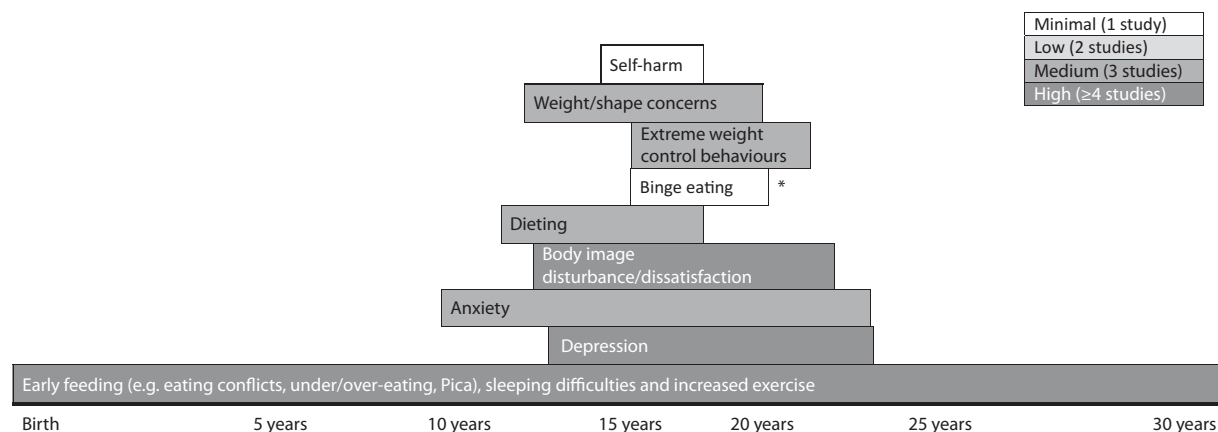 Minimal (1 study)
Low (2 studies)
Medium (3 studies)
High (≥4 studies)
Self-harm
Weight/shape concerns
Extreme weight
control behaviours
Binge eating *
Dieting
Body image
disturbance/dissatisfaction
Anxiety
Depression
Early feeding (e.g. eating conflicts, under/over-eating, Pica), sleeping difficulties and increased exercise
Birth 5 years 10 years 15 years 20 years 25 years 30 years